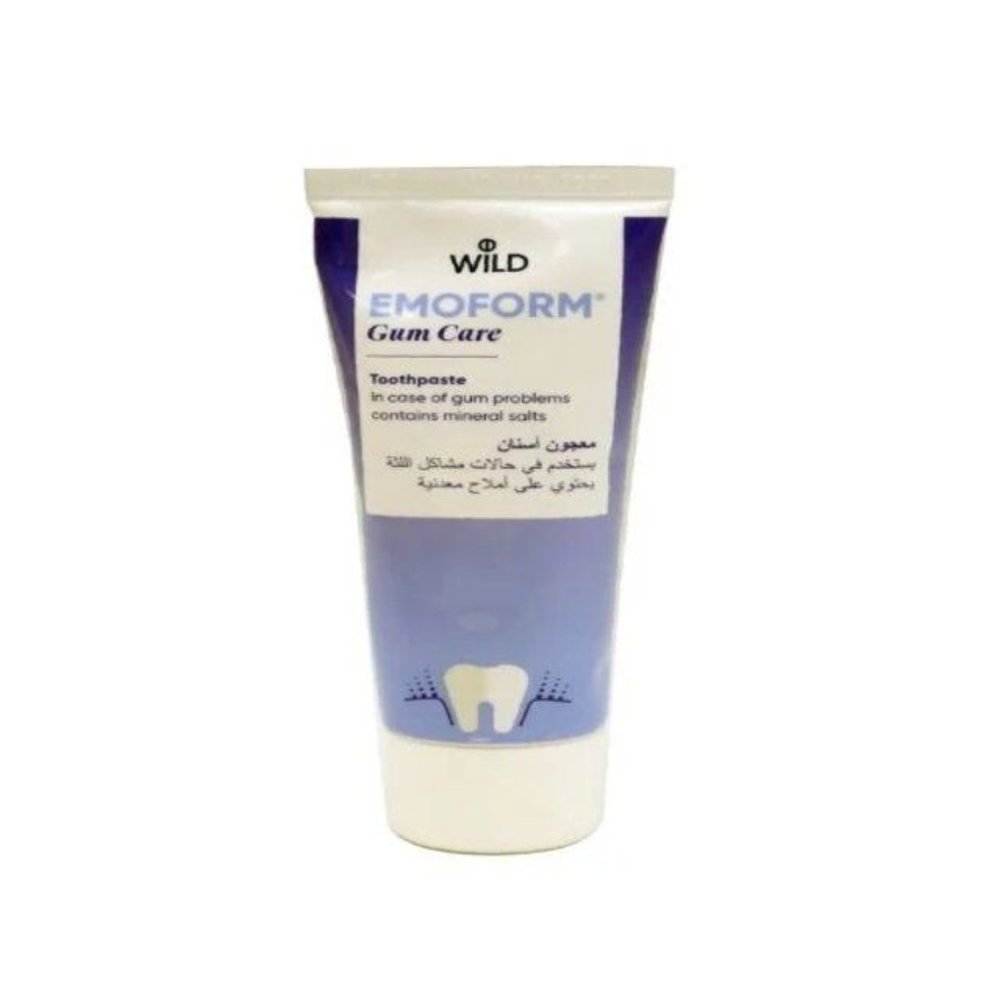 WILD
EMOFORM®
Gum Care
Toothpaste
In case of gum problems
contains mineral salts
معجون أسنان
يستخدم في حالات مشاكل اللثة
يحتوي على أملاح معدنية